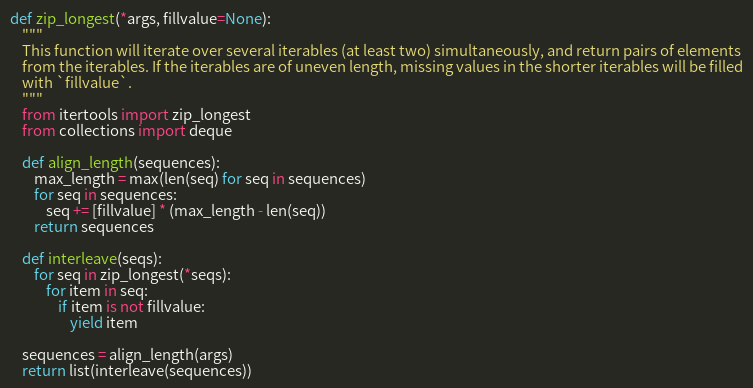 def zip_longest(*args, fillvalue=None):
    """
    This function will iterate over several iterables (at least two) simultaneously, and return pairs of elements
    from the iterables. If the iterables are of uneven length, missing values in the shorter iterables will be filled
    with `fillvalue`.
    """
    from itertools import zip_longest
    from collections import deque

    def align_length(sequences):
        max_length = max(len(seq) for seq in sequences)
        for seq in sequences:
            seq += [fillvalue] * (max_length - len(seq))
        return sequences

    def interleave(seqs):
        for seq in zip_longest(*seqs):
            for item in seq:
                if item is not fillvalue:
                    yield item

    sequences = align_length(args)
    return list(interleave(sequences))